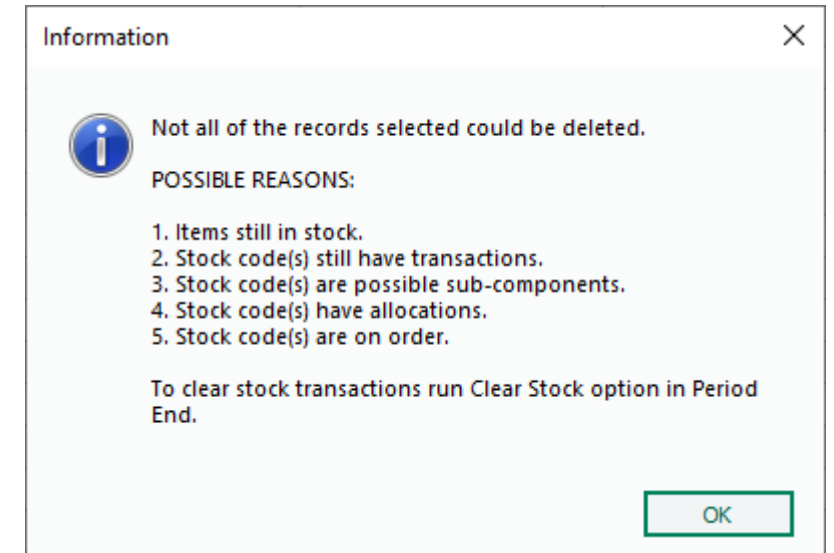 Information
Not all of the records selected could be deleted.
POSSIBLE REASONS:
1. Items still in stock.
2. Stock code(s) still have transactions.
3. Stock code(s) are possible sub-components.
4. Stock code(s) have allocations.
5. Stock code(s) are on order.
To clear stock transactions run Clear Stock option in Period
End.
OK